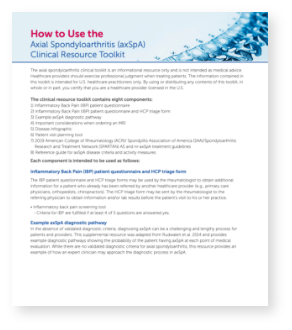 How to Use the
Axial Spondyloarthritis (axSpA)
Clinical Resource Toolkit
The axial spondyloarthritis clinical toolkit is an informational resource only and is not intended as medical advice.
Healthcare providers should exercise professional judgment when treating patients. The information contained in
the toolkit is intended for U.S. healthcare practitioners only. By using or distributing any contents of this toolkit, in
whole or in part, you certify that you are a healthcare provider licensed in the U.S.
The clinical resource toolkit contains eight components:
1) Inflammatory Back Pain (IBP) patient questionnaire
2) Inflammatory Back Pain (IBP) patient questionnaire and HCP triage form
3) Example axSpA diagnostic pathway
4) Important considerations when ordering an MRI
5) Disease infographic
6) Patient visit planning tool
7) 2019 American College of Rheumatology (ACR)/ Spondylitis Association of America (SAA)/Spondyloarthritis
Research and Treatment Network (SPARTAN) AS and nr-axSpA treatment guidelines
8) Reference guide for axSpA disease criteria and activity measures
Each component is intended to be used as follows:
Inflammatory Back Pain (IBP) patient questionnaire and HCP triage form
The IBP patient questionnaire and HCP triage forms may be used by the rheumatologist to obtain additional
information for a patient who already has been referred by another healthcare provider (e.g., primary care
physicians, orthopedists, chiropractors). The HCP triage form may be sent by the rheumatologist to the
referring physician to obtain information and/or lab results before the patient's visit to his or her practice.
• Inflammatory back pain screening tool
- Criteria for IBP are fulfilled if at least 4 of 5 questions are answered yes.
Example axSpA diagnostic pathway
In the absence of validated diagnostic criteria, diagnosing axSpA can be a challenging and lengthy process for
patients and providers. This supplemental resource was adapted from Rudwaleit et al. 2004 and provides
example diagnostic pathways showing the probability of the patient having axSpA at each point of medical
evaluation. While there are no validated diagnostic criteria for axial spondyloarthritis, this resource provides an
example of how an expert clinician may approach the diagnostic process in axSpA.